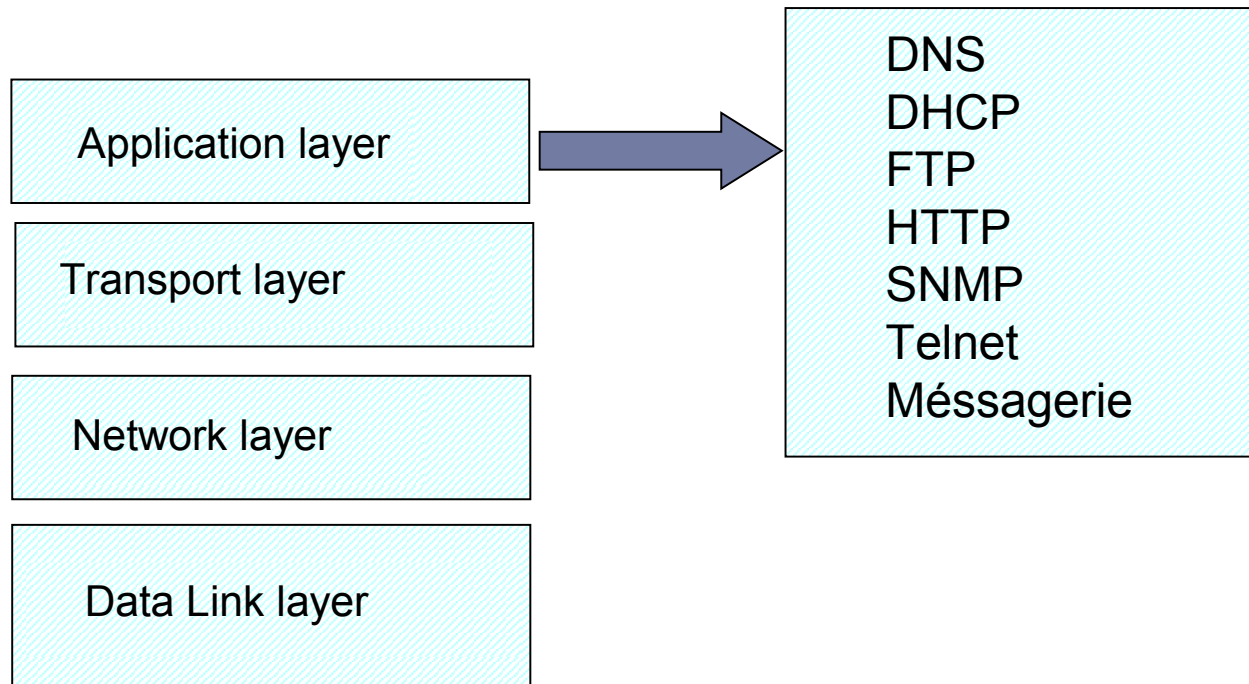 Application layer
Transport layer
Network layer
Data Link layer
DNS
DHCP
FTP
HTTP
SNMP
Telnet
Méssagerie